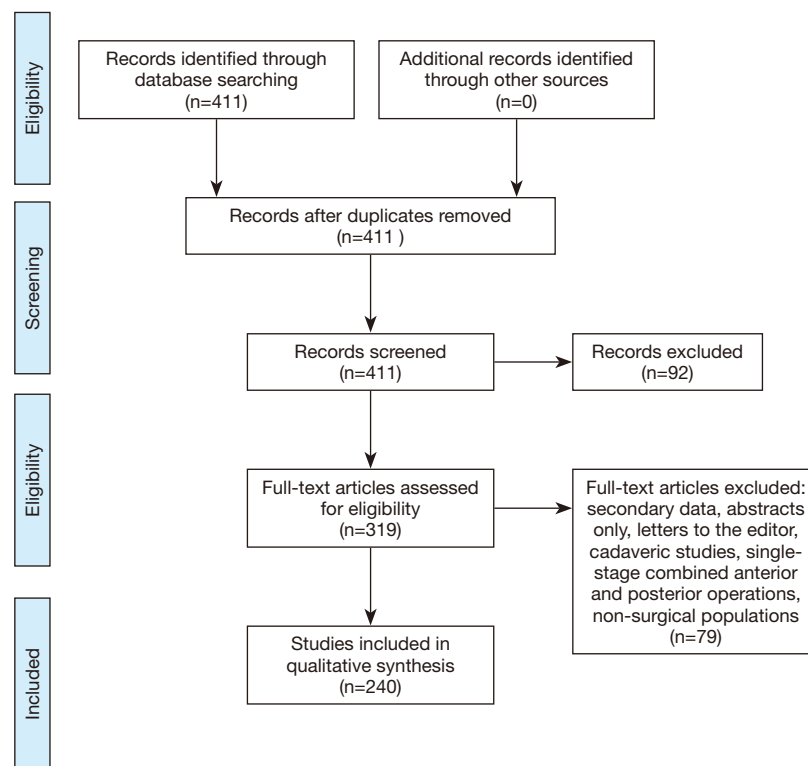 Eligibility
Records identified through
database searching
(n=411)
Additional records identified
through other sources
(n=0)
Screening
Records after duplicates removed
(n=411 )
Records screened
(n=411)
Records excluded
(n=92)
Eligibility
Full-text articles assessed
for eligibility
(n=319)
Full-text articles excluded:
secondary data, abstracts
only, letters to the editor,
cadaveric studies, single-
stage combined anterior
and posterior operations,
non-surgical populations
(n=79)
Included
Studies included in
qualitative synthesis
(n=240)